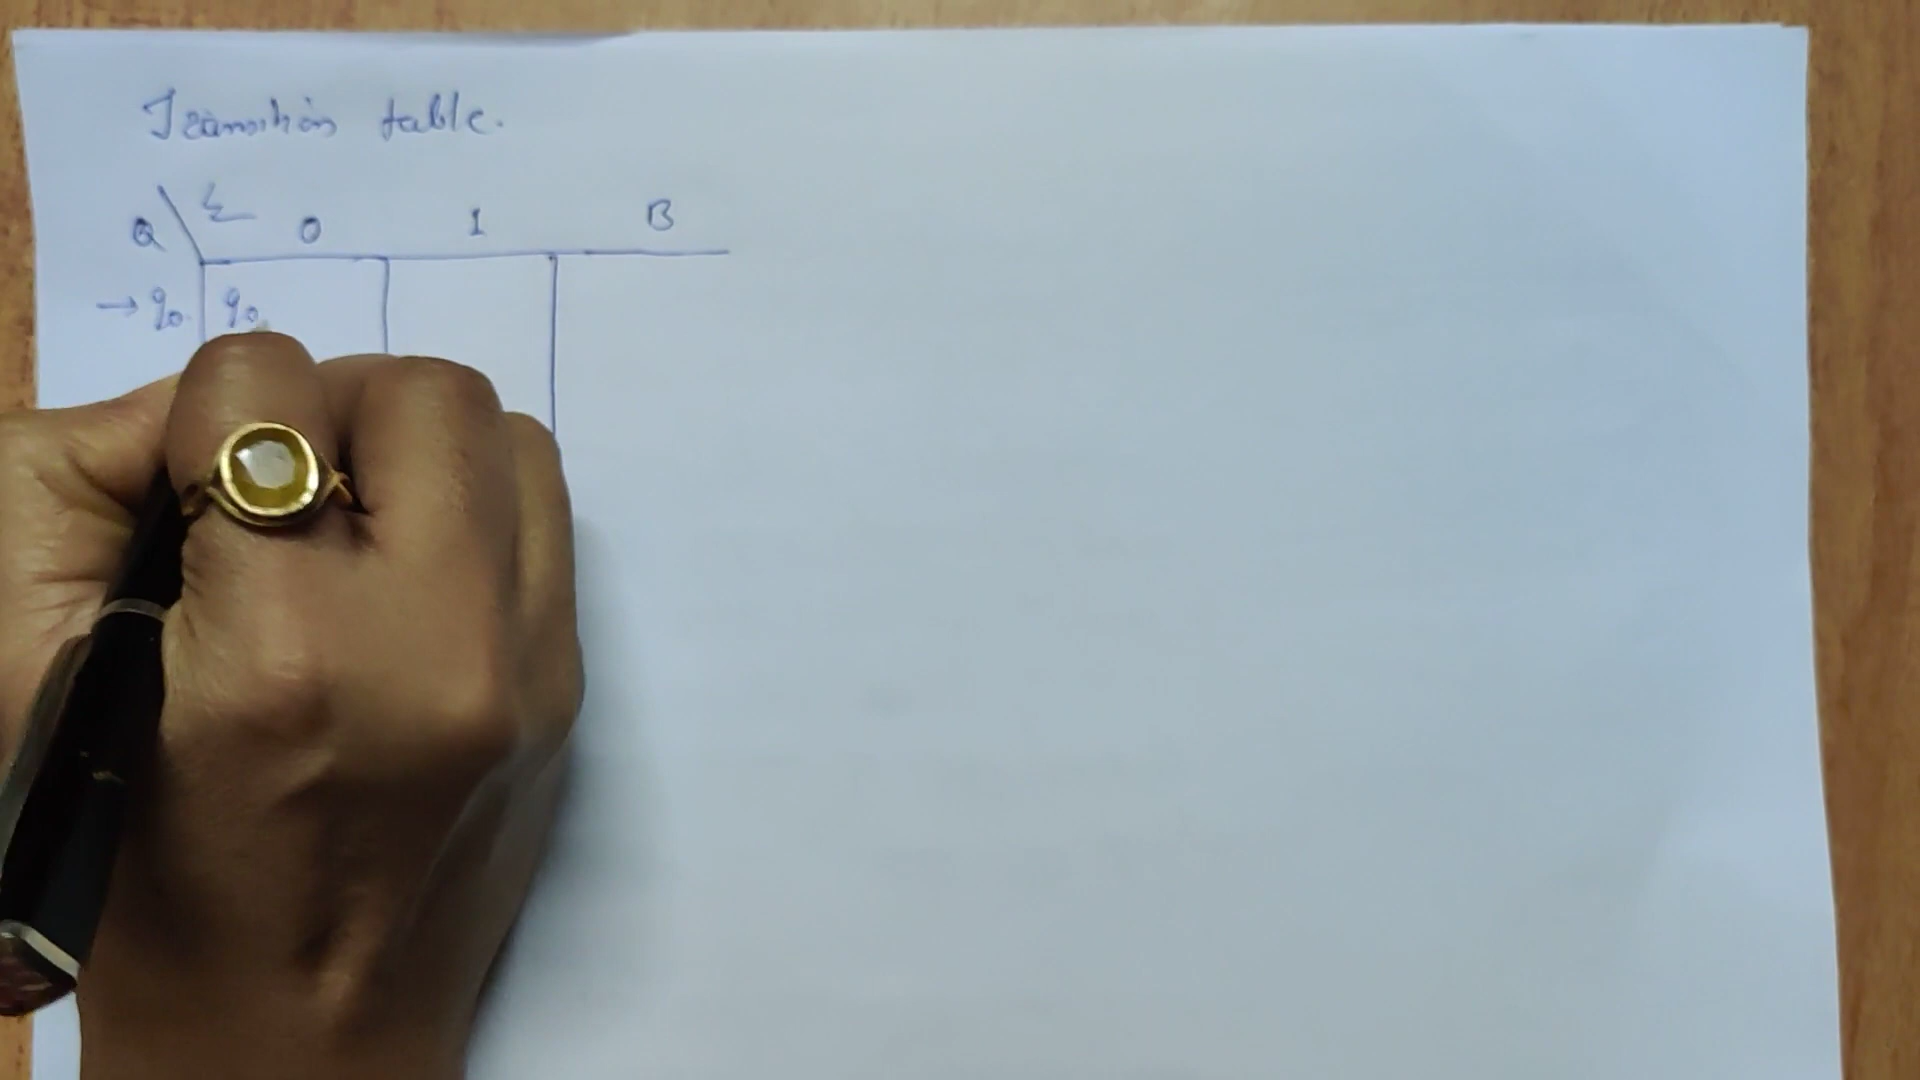 Transition table.
Q Σ 0 1 B
→ q0 q0